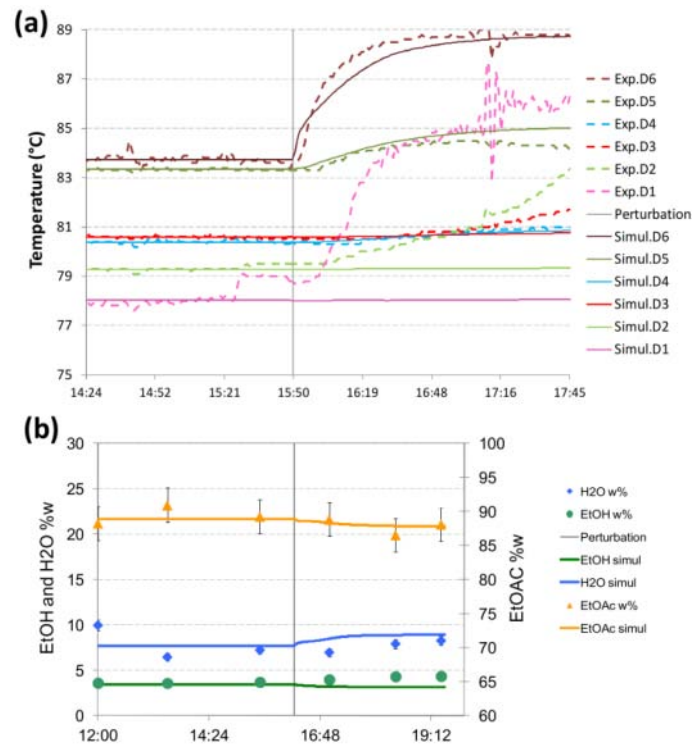 (a)
89
87
85
83
81
79
77
75
Temperature (°C)
14:24 14:52 15:21 15:50 16:19 16:48 17:16 17:45
Exp.D6
Exp.D5
Exp.D4
Exp.D3
Exp.D2
Exp.D1
Perturbation
Simul.D6
Simul.D5
Simul.D4
Simul.D3
Simul.D2
Simul.D1
(b)
30
25
20
15
10
5
0
EtOH and H2O %w
100
95
90
85
80
75
70
65
60
EtOAC %w
12:00 14:24 16:48 19:12
H2O w%
EtOH w%
Perturbation
EtOH simul
H2O simul
EtOAc w%
EtOAc simul